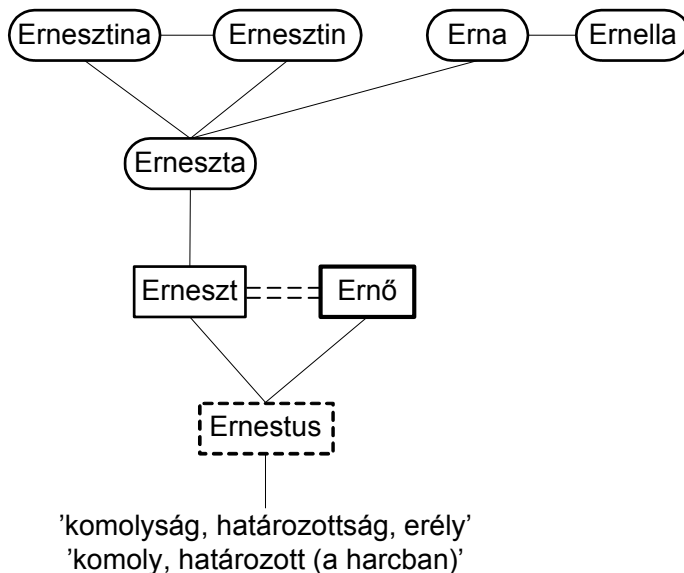 Ernesztina Ernesztin Erna Ernella
Erneszta
Erneszt Ernő
Ernestus
’komolyság, határozottság, erély’
’komoly, határozott (a harcban)’